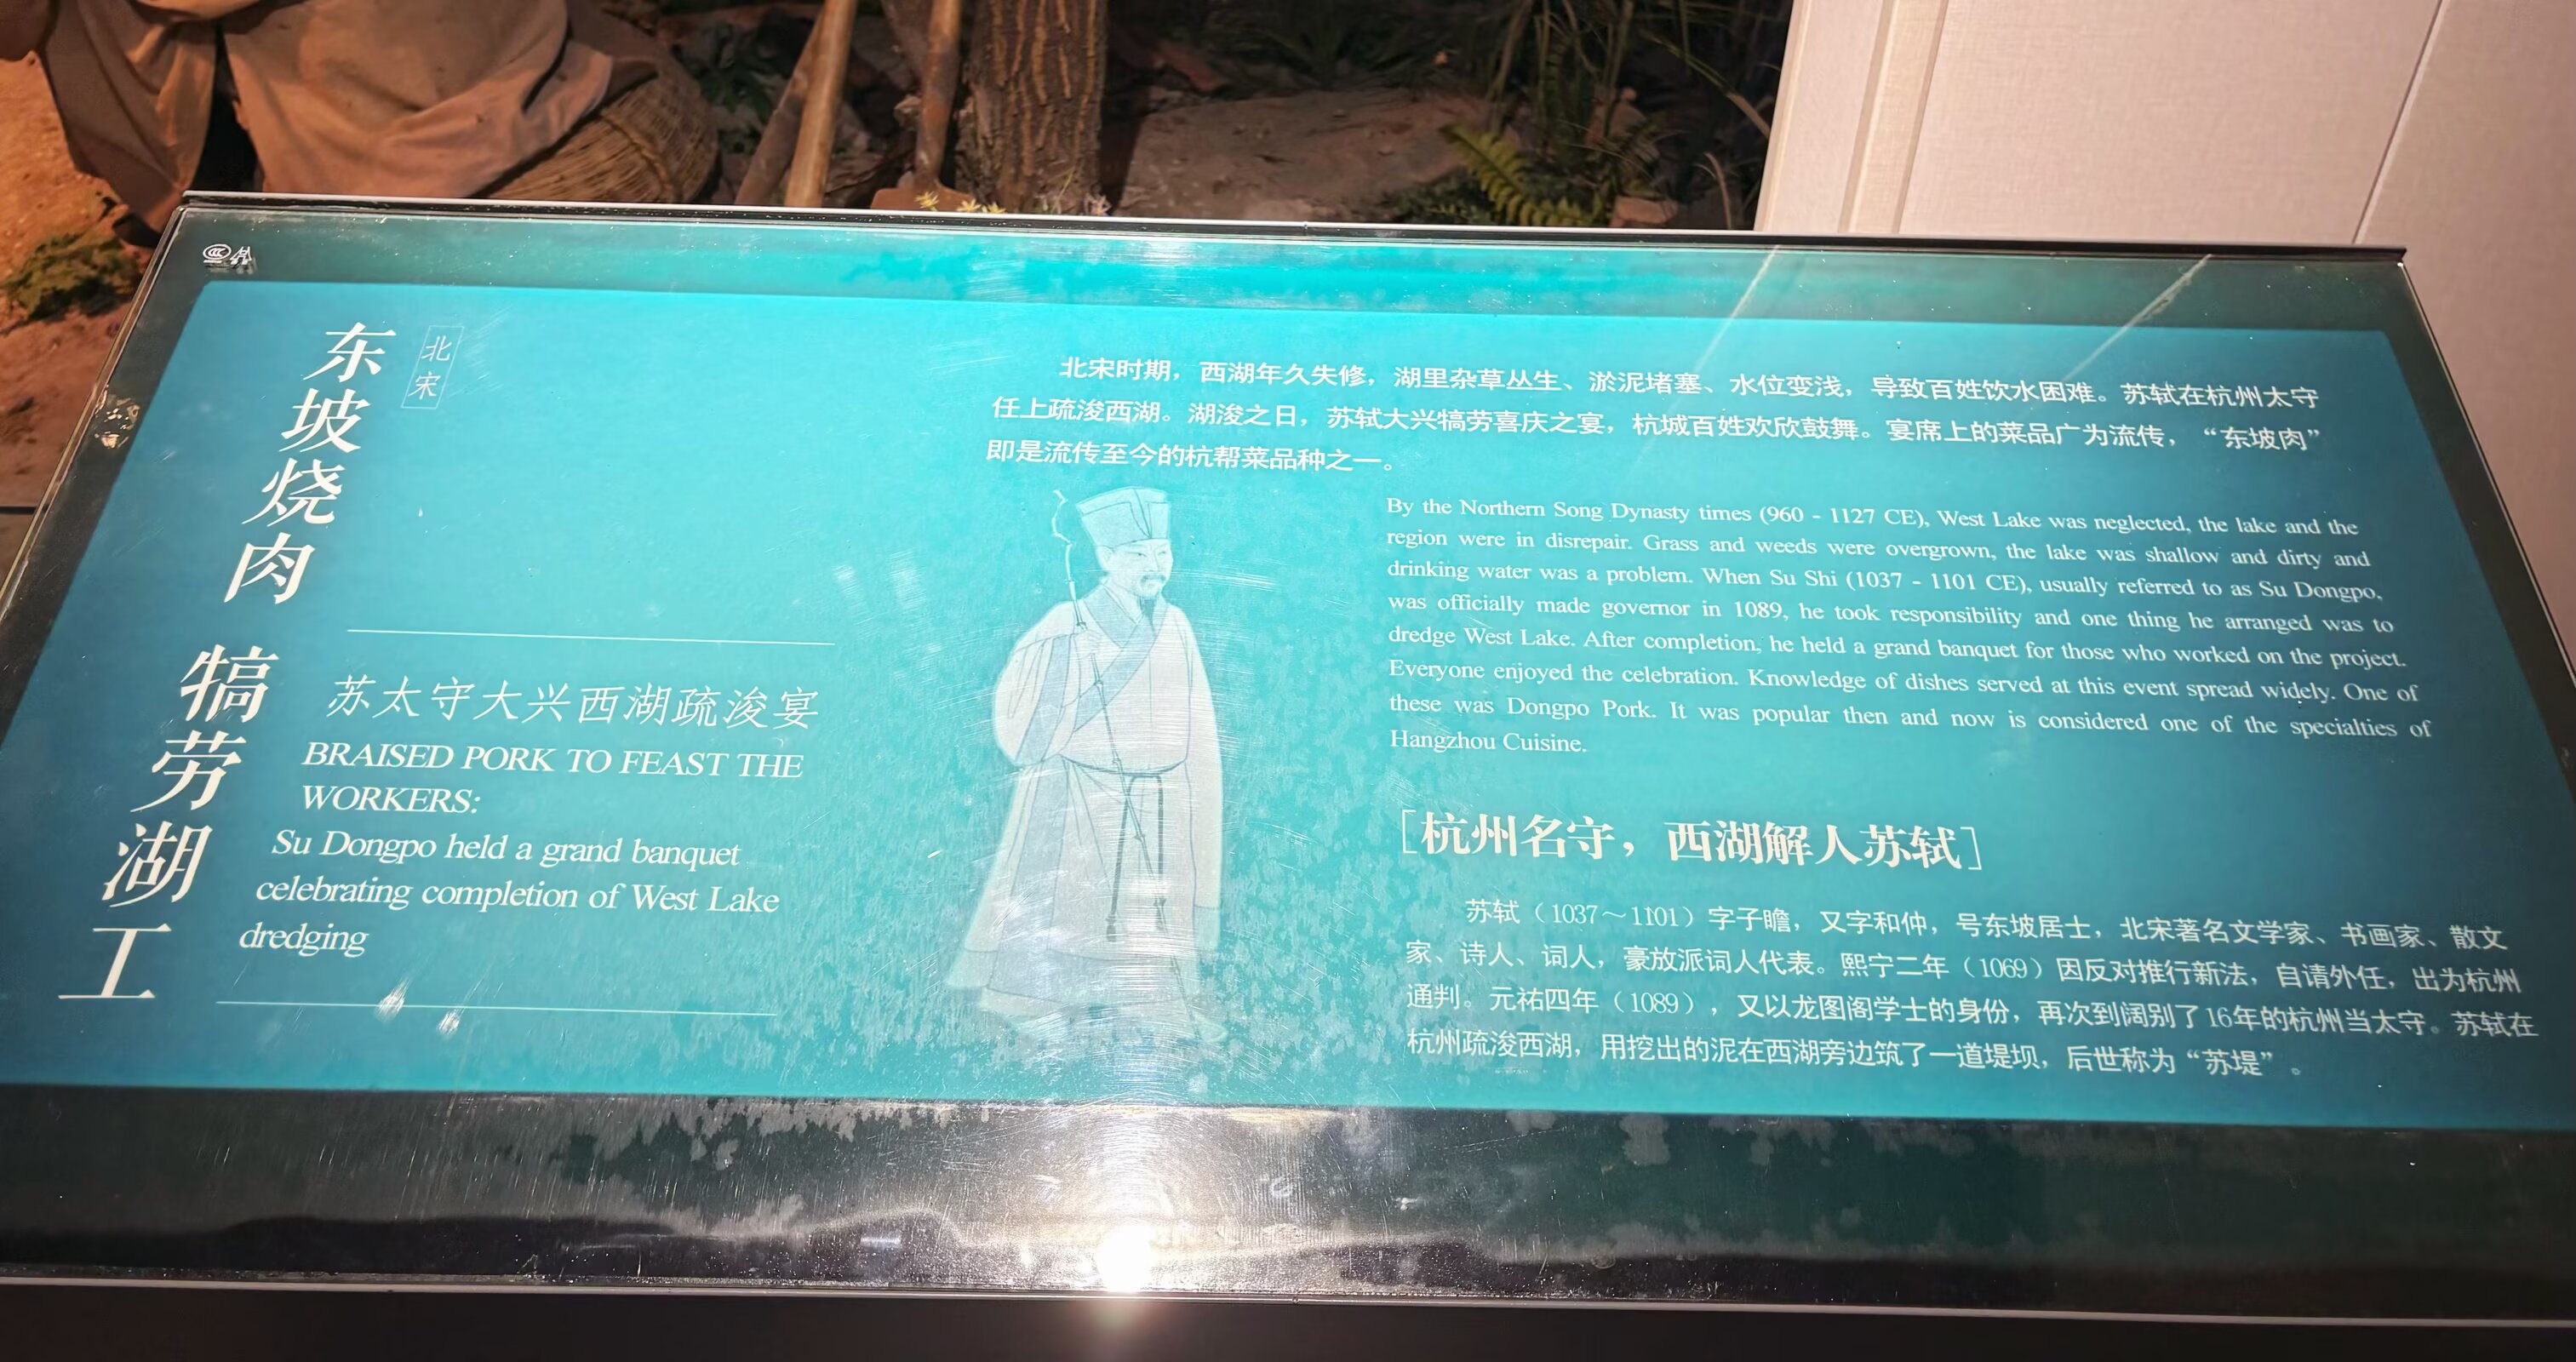 东坡烧肉 犒劳湖工
北宋
苏太守大兴西湖疏浚宴
BRAISED PORK TO FEAST THE
WORKERS:
Su Dongpo held a grand banquet
celebrating completion of West Lake
dredging
北宋时期，西湖年久失修，湖里杂草丛生、淤泥堵塞、水位变浅，导致百姓饮水困难。苏轼在杭州太守
任上疏浚西湖。湖浚之日，苏轼大兴犒劳喜庆之宴，杭城百姓欢欣鼓舞。宴席上的菜品广为流传，“东坡肉”
即是流传至今的杭帮菜品种之一。
By the Northern Song Dynasty times (960 - 1127 CE), West Lake was neglected, the lake and the
region were in disrepair. Grass and weeds were overgrown, the lake was shallow and dirty and
drinking water was a problem. When Su Shi (1037 - 1101 CE), usually referred to as Su Dongpo,
was officially made governor in 1089, he took responsibility and one thing he arranged was to
dredge West Lake. After completion, he held a grand banquet for those who worked on the project.
Everyone enjoyed the celebration. Knowledge of dishes served at this event spread widely. One of
these was Dongpo Pork. It was popular then and now is considered one of the specialties of
Hangzhou Cuisine.
[杭州名守，西湖解人苏轼]
苏轼（1037～1101）字子瞻，又字和仲，号东坡居士，北宋著名文学家、书画家、散文
家、诗人、词人，豪放派词人代表。熙宁二年（1069）因反对推行新法，自请外任，出为杭州
通判。元祐四年（1089），又以龙图阁学士的身份，再次到阔别了16年的杭州当太守。苏轼在
杭州疏浚西湖，用挖出的泥在西湖旁边筑了一道堤坝，后世称为“苏堤”。